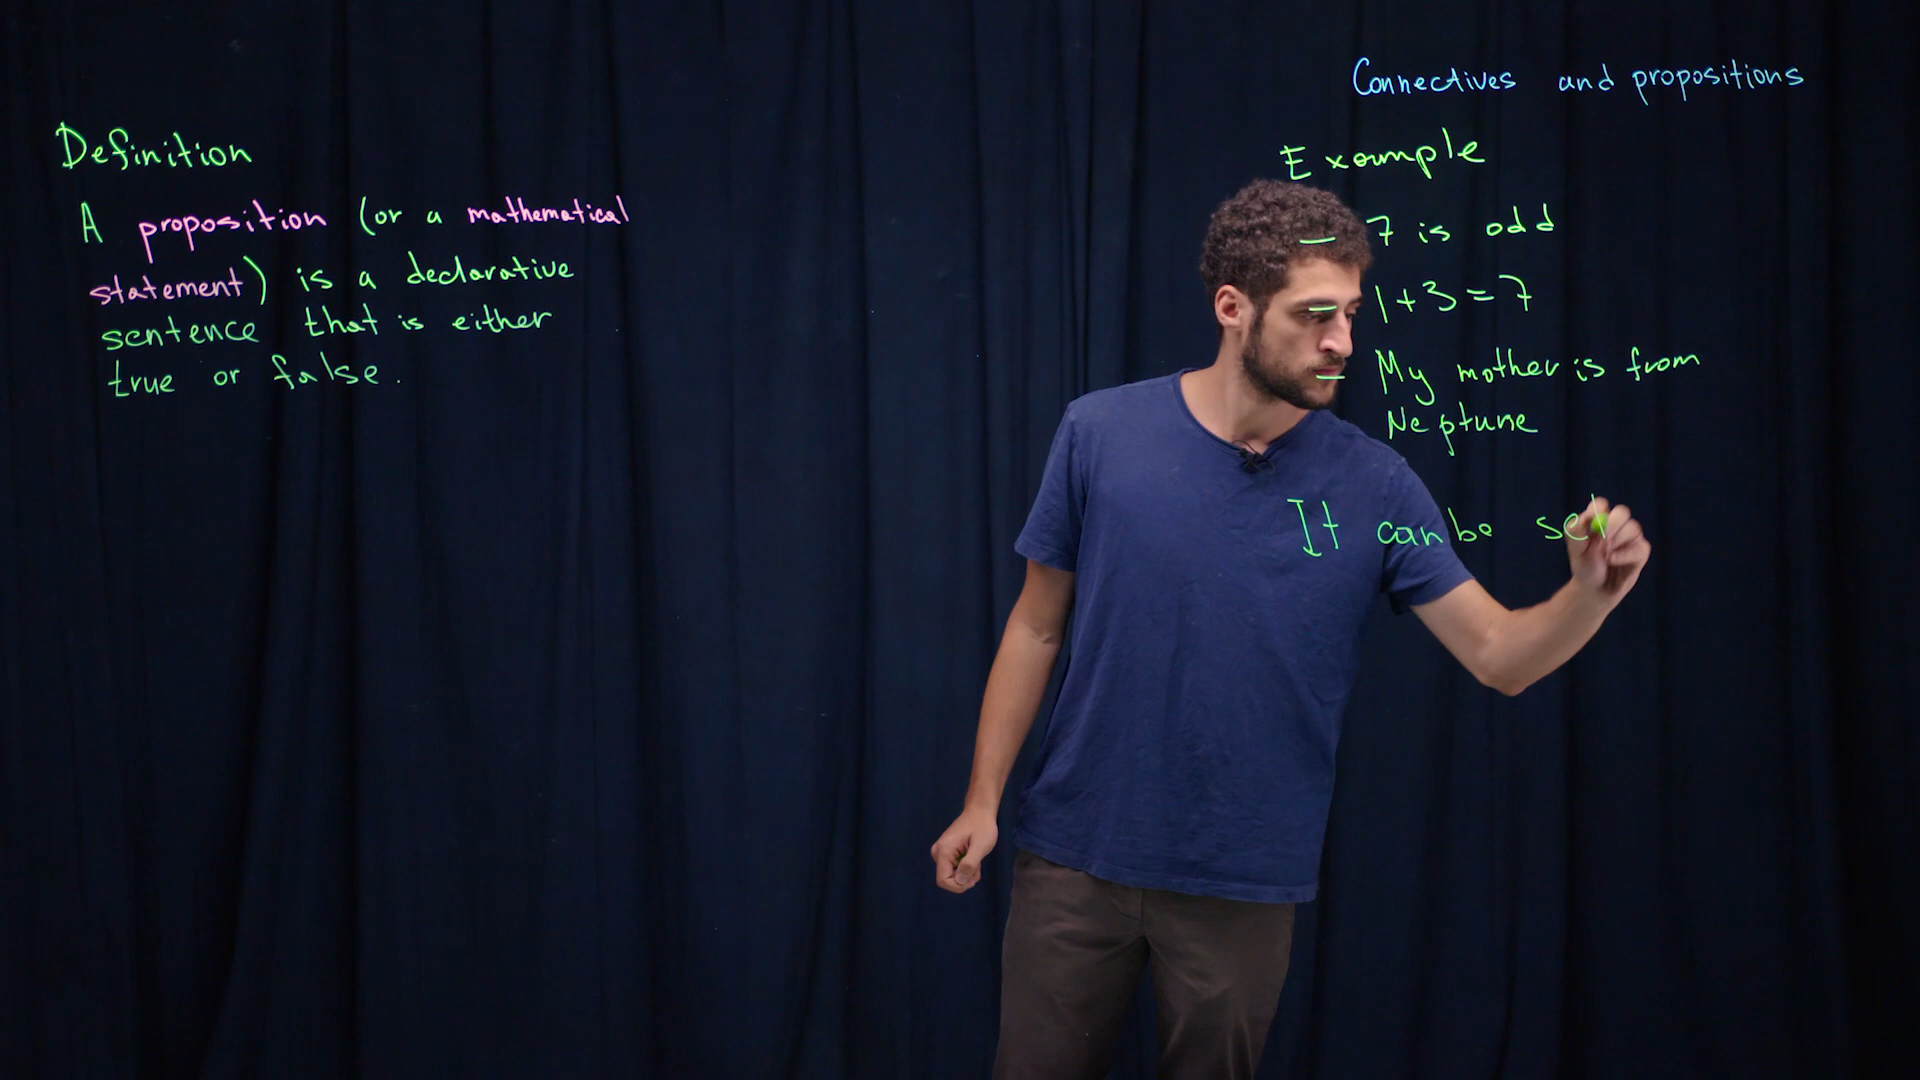 Connectives and propositions
Definition
A proposition (or a mathematical
statement) is a declarative
sentence that is either
true or false.
Example
— 7 is odd
— 1+3=7
— My mother is from
Neptune
It can be